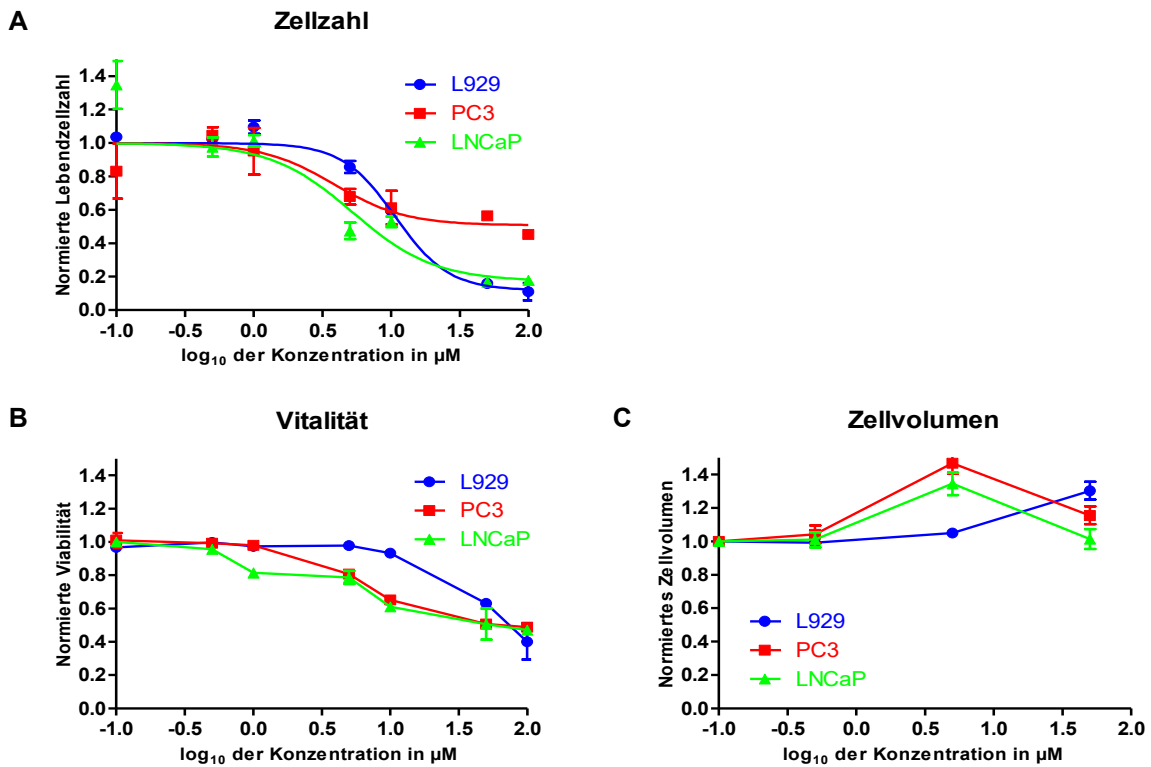 A
Zellzahl
Normierte Lebendzellzahl
1.4
1.2
1.0
0.8
0.6
0.4
0.2
0.0
L929
PC3
LNCaP
-1.0 -0.5 0.0 0.5 1.0 1.5 2.0
log10 der Konzentration in µM
B
Vitalität
Normierte Viabilität
1.4
1.2
1.0
0.8
0.6
0.4
0.2
0.0
L929
PC3
LNCaP
-1.0 -0.5 0.0 0.5 1.0 1.5 2.0
log10 der Konzentration in µM
C
Zellvolumen
Normiertes Zellvolumen
1.4
1.2
1.0
0.8
0.6
0.4
0.2
0.0
L929
PC3
LNCaP
-1.0 -0.5 0.0 0.5 1.0 1.5 2.0
log10 der Konzentration in µM